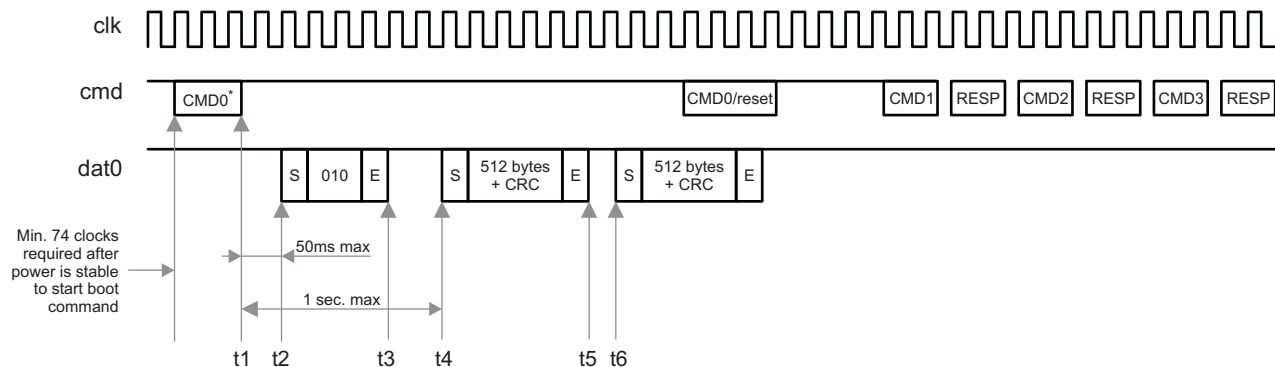 clk
cmd
CMD0*
CMD0/reset
CMD1
RESP
CMD2
RESP
CMD3
RESP
dat0
S
010
E
S
512 bytes
+ CRC
E
S
512 bytes
+ CRC
E
Min. 74 clocks
required after
power is stable
to start boot
command
50ms max
1 sec. max
t1
t2
t3
t4
t5
t6